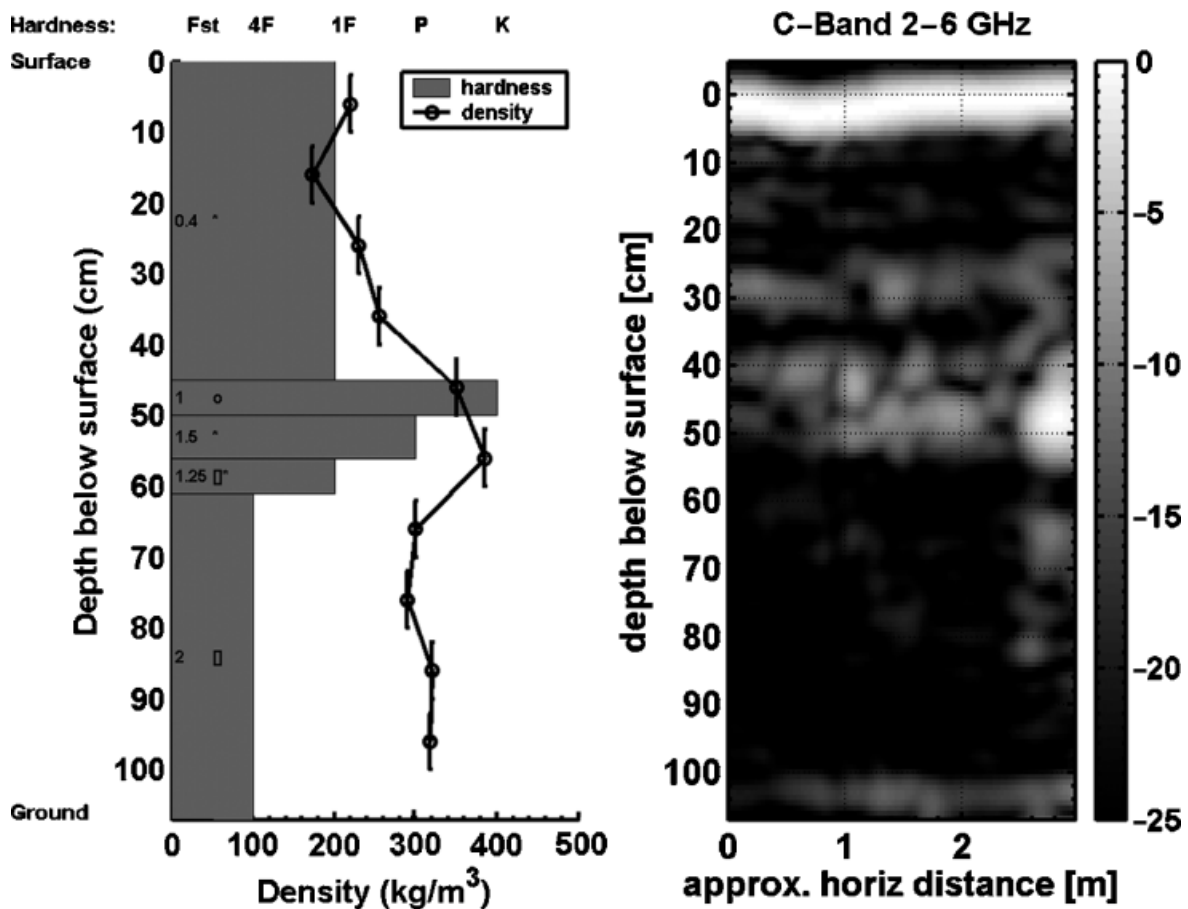 Hardness: Fst 4F 1F P K
Surface
hardness
density
0
10
20
30
40
50
60
70
80
90
100
Depth below surface (cm)
0.4 ^
1 o
1.5 ^
1.25
2
Ground
0 100 200 300 400 500
Density (kg/m³)
C-Band 2-6 GHz
0
10
20
30
40
50
60
70
80
90
100
depth below surface [cm]
0 1 2
approx. horiz distance [m]
0
-5
-10
-15
-20
-25